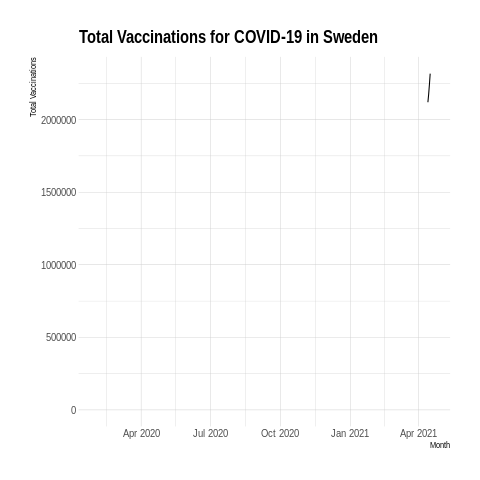 Total Vaccinations for COVID-19 in Sweden
Total Vaccinations
2000000
1500000
1000000
500000
0
Apr 2020 Jul 2020 Oct 2020 Jan 2021 Apr 2021
Month